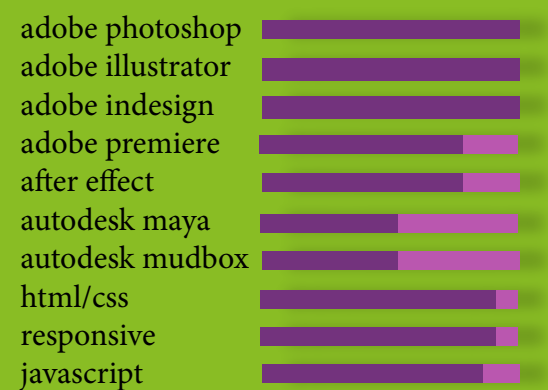 adobe photoshop
adobe illustrator
adobe indesign
adobe premiere
after effect
autodesk maya
autodesk mudbox
html/css
responsive
javascript